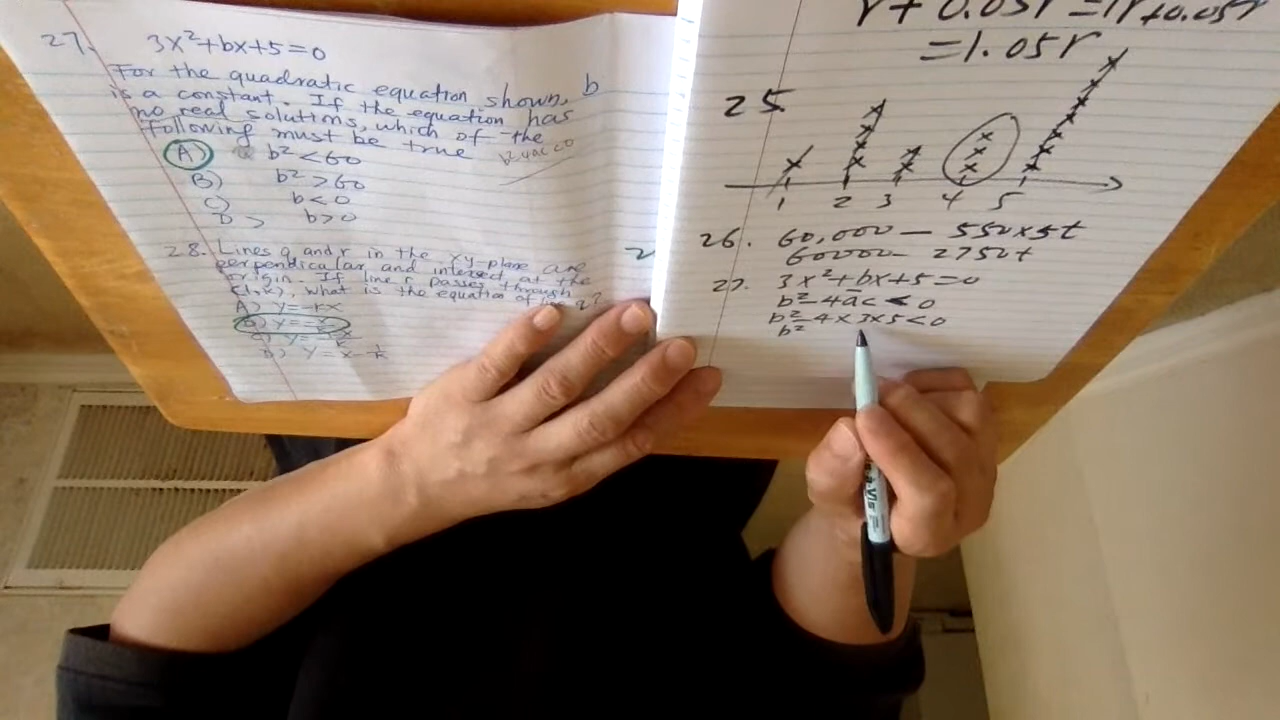 27. 3x²+bx+5=0
For the quadratic equation shown, b
is a constant. If the equation has
no real solutions, which of the
following must be true
A) b²<60
B) b²>60
C) b<0
D) b>0
28. Lines q and r in the xy-plane are
perpendicular and intersect at the
origin. If line r passes through
what is the equation of
A) y=
B) y=
C) y=
D) y=x-1/k
r+0.05r=1r+0.05r
=1.05r
25
1 2 3 4 5
26. 60,000 - 550x5t
60000- 2750t
27. 3x²+bx+5=0
b²-4ac<0
b²-4x3x5<0
b²